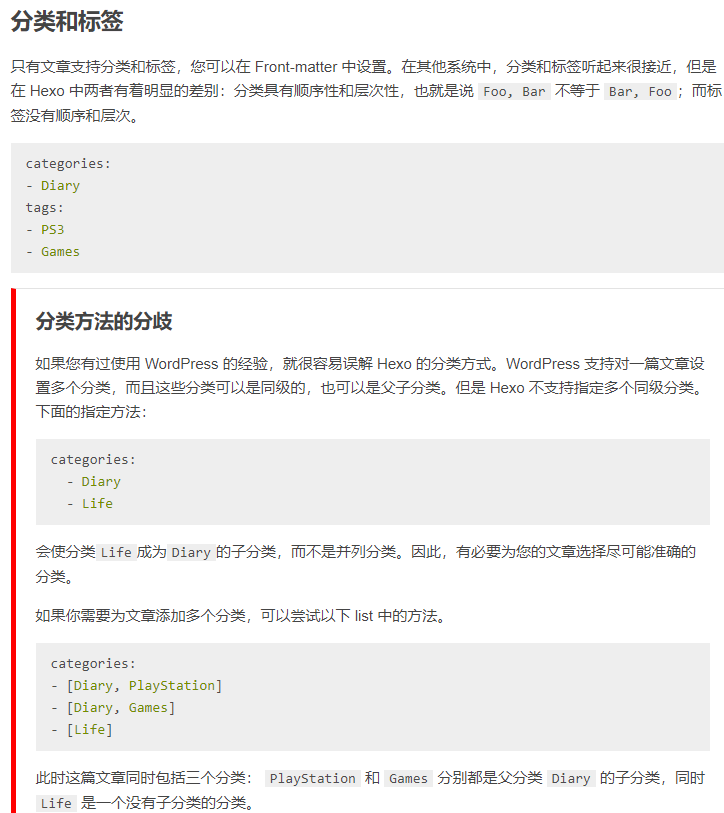 分类和标签
只有文章支持分类和标签，您可以在 Front-matter 中设置。在其他系统中，分类和标签听起来很接近，但是
在 Hexo 中两者有着明显的差别：分类具有顺序性和层次性，也就是说 Foo, Bar 不等于 Bar, Foo；而标
签没有顺序和层次。
categories:
- Diary
tags:
- PS3
- Games
分类方法的分歧
如果您有过使用 WordPress 的经验，就很容易误解 Hexo 的分类方式。WordPress 支持对一篇文章设
置多个分类，而且这些分类可以是同级的，也可以是父子分类。但是 Hexo 不支持指定多个同级分类。
下面的指定方法：
categories:
  - Diary
  - Life
会使分类 Life 成为 Diary 的子分类，而不是并列分类。因此，有必要为您的文章选择尽可能准确的
分类。
如果你需要为文章添加多个分类，可以尝试以下 list 中的方法。
categories:
- [Diary, PlayStation]
- [Diary, Games]
- [Life]
此时这篇文章同时包括三个分类： PlayStation 和 Games 分别都是父分类 Diary 的子分类，同时
Life 是一个没有子分类的分类。